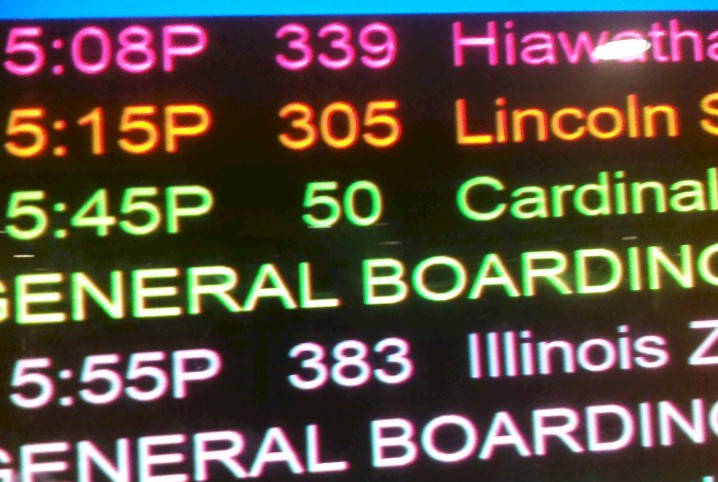 5:08P 339 Hiawatha
5:15P 305 Lincoln S
5:45P 50 Cardinal
GENERAL BOARDING
5:55P 383 Illinois Z
GENERAL BOARDING